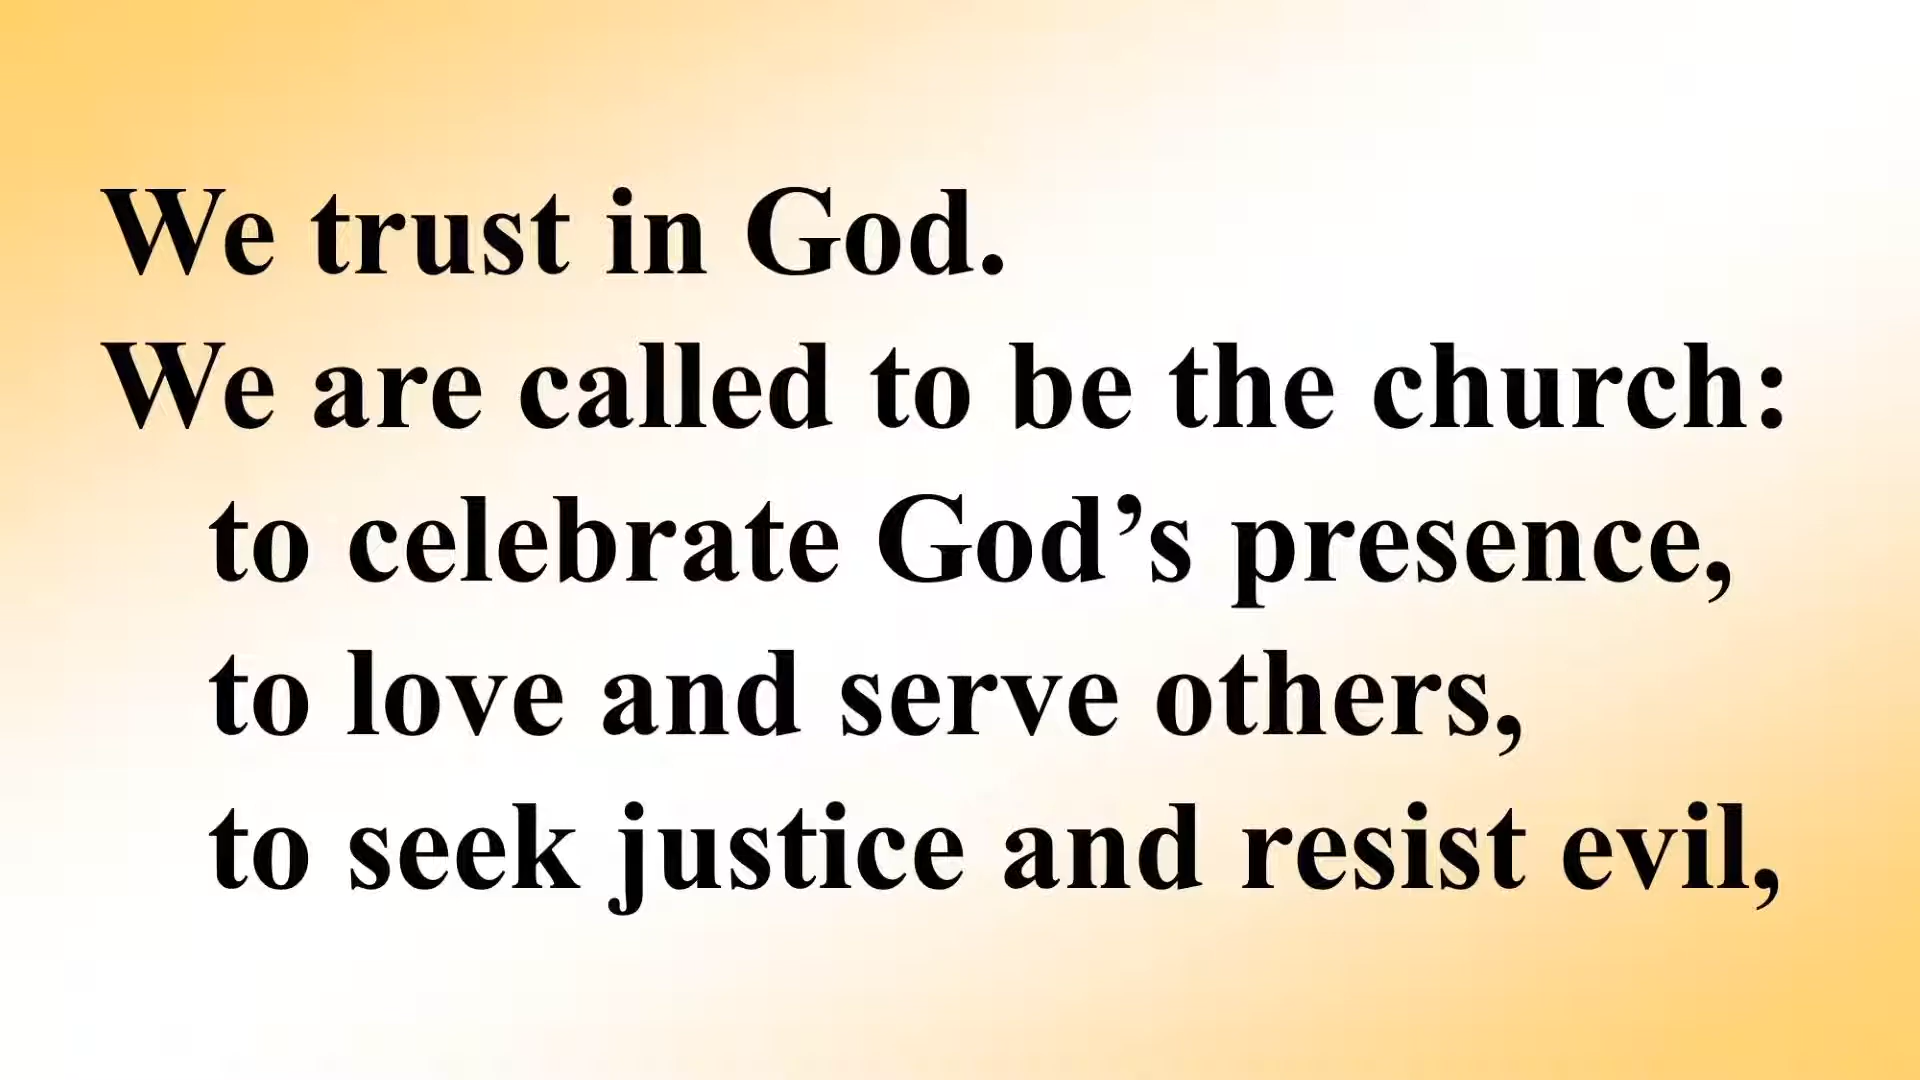 We trust in God.
We are called to be the church:
to celebrate God’s presence,
to love and serve others,
to seek justice and resist evil,